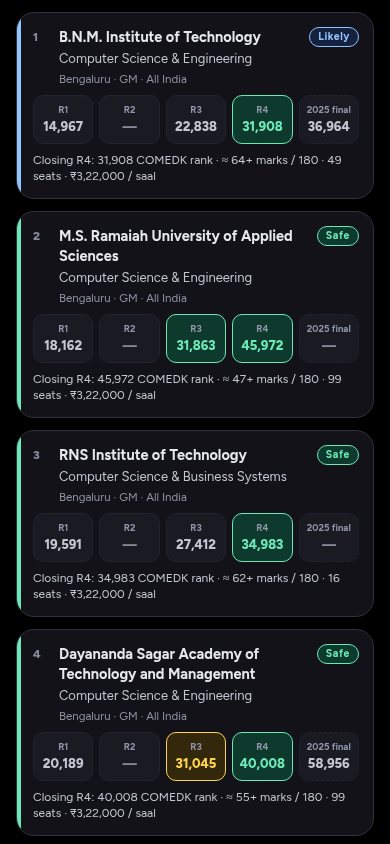 1 B.N.M. Institute of Technology Likely
Computer Science & Engineering
Bengaluru · GM · All India
R1 R2 R3 R4 2025 final
14,967 — 22,838 31,908 36,964
Closing R4: 31,908 COMEDK rank · ≈ 64+ marks / 180 · 49
seats · ₹3,22,000 / saal
2 M.S. Ramaiah University of Applied Safe
Sciences
Computer Science & Engineering
Bengaluru · GM · All India
R1 R2 R3 R4 2025 final
18,162 — 31,863 45,972 —
Closing R4: 45,972 COMEDK rank · ≈ 47+ marks / 180 · 99
seats · ₹3,22,000 / saal
3 RNS Institute of Technology Safe
Computer Science & Business Systems
Bengaluru · GM · All India
R1 R2 R3 R4 2025 final
19,591 — 27,412 34,983 —
Closing R4: 34,983 COMEDK rank · ≈ 62+ marks / 180 · 16
seats · ₹3,22,000 / saal
4 Dayananda Sagar Academy of Safe
Technology and Management
Computer Science & Engineering
Bengaluru · GM · All India
R1 R2 R3 R4 2025 final
20,189 — 31,045 40,008 58,956
Closing R4: 40,008 COMEDK rank · ≈ 55+ marks / 180 · 99
seats · ₹3,22,000 / saal